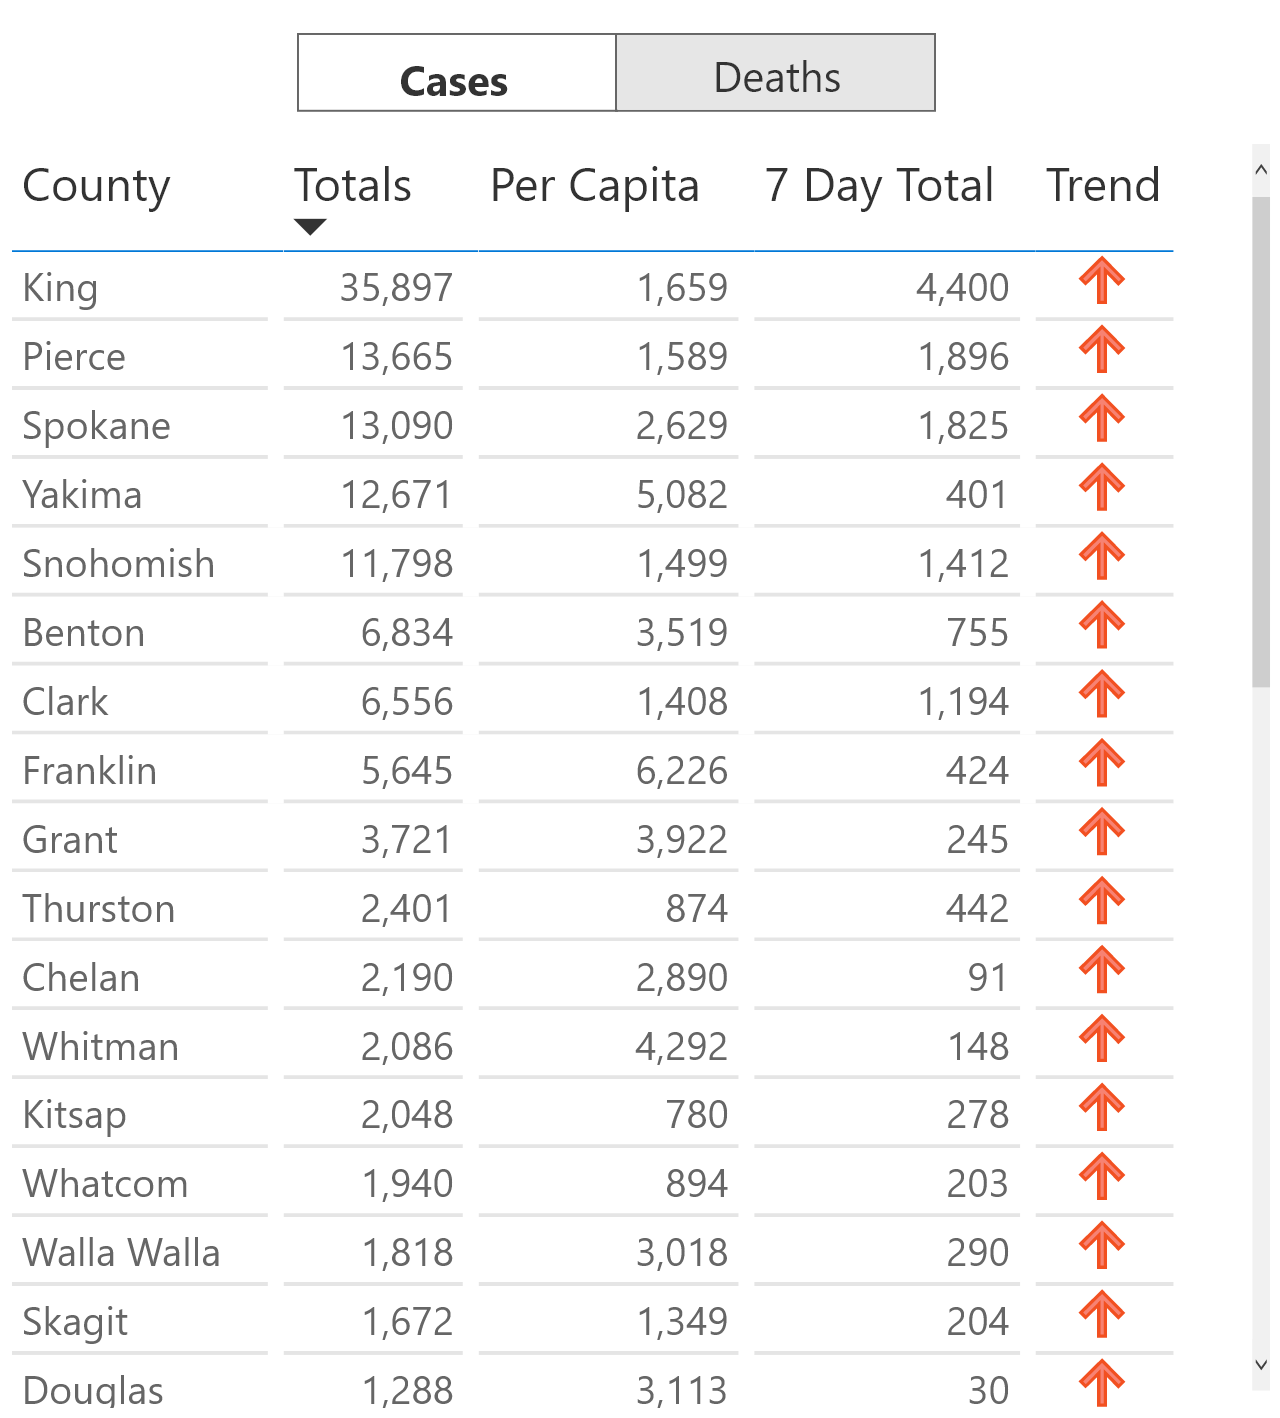 Cases Deaths
County Totals Per Capita 7 Day Total Trend
King 35,897 1,659 4,400
Pierce 13,665 1,589 1,896
Spokane 13,090 2,629 1,825
Yakima 12,671 5,082 401
Snohomish 11,798 1,499 1,412
Benton 6,834 3,519 755
Clark 6,556 1,408 1,194
Franklin 5,645 6,226 424
Grant 3,721 3,922 245
Thurston 2,401 874 442
Chelan 2,190 2,890 91
Whitman 2,086 4,292 148
Kitsap 2,048 780 278
Whatcom 1,940 894 203
Walla Walla 1,818 3,018 290
Skagit 1,672 1,349 204
Douglas 1,288 3,113 30